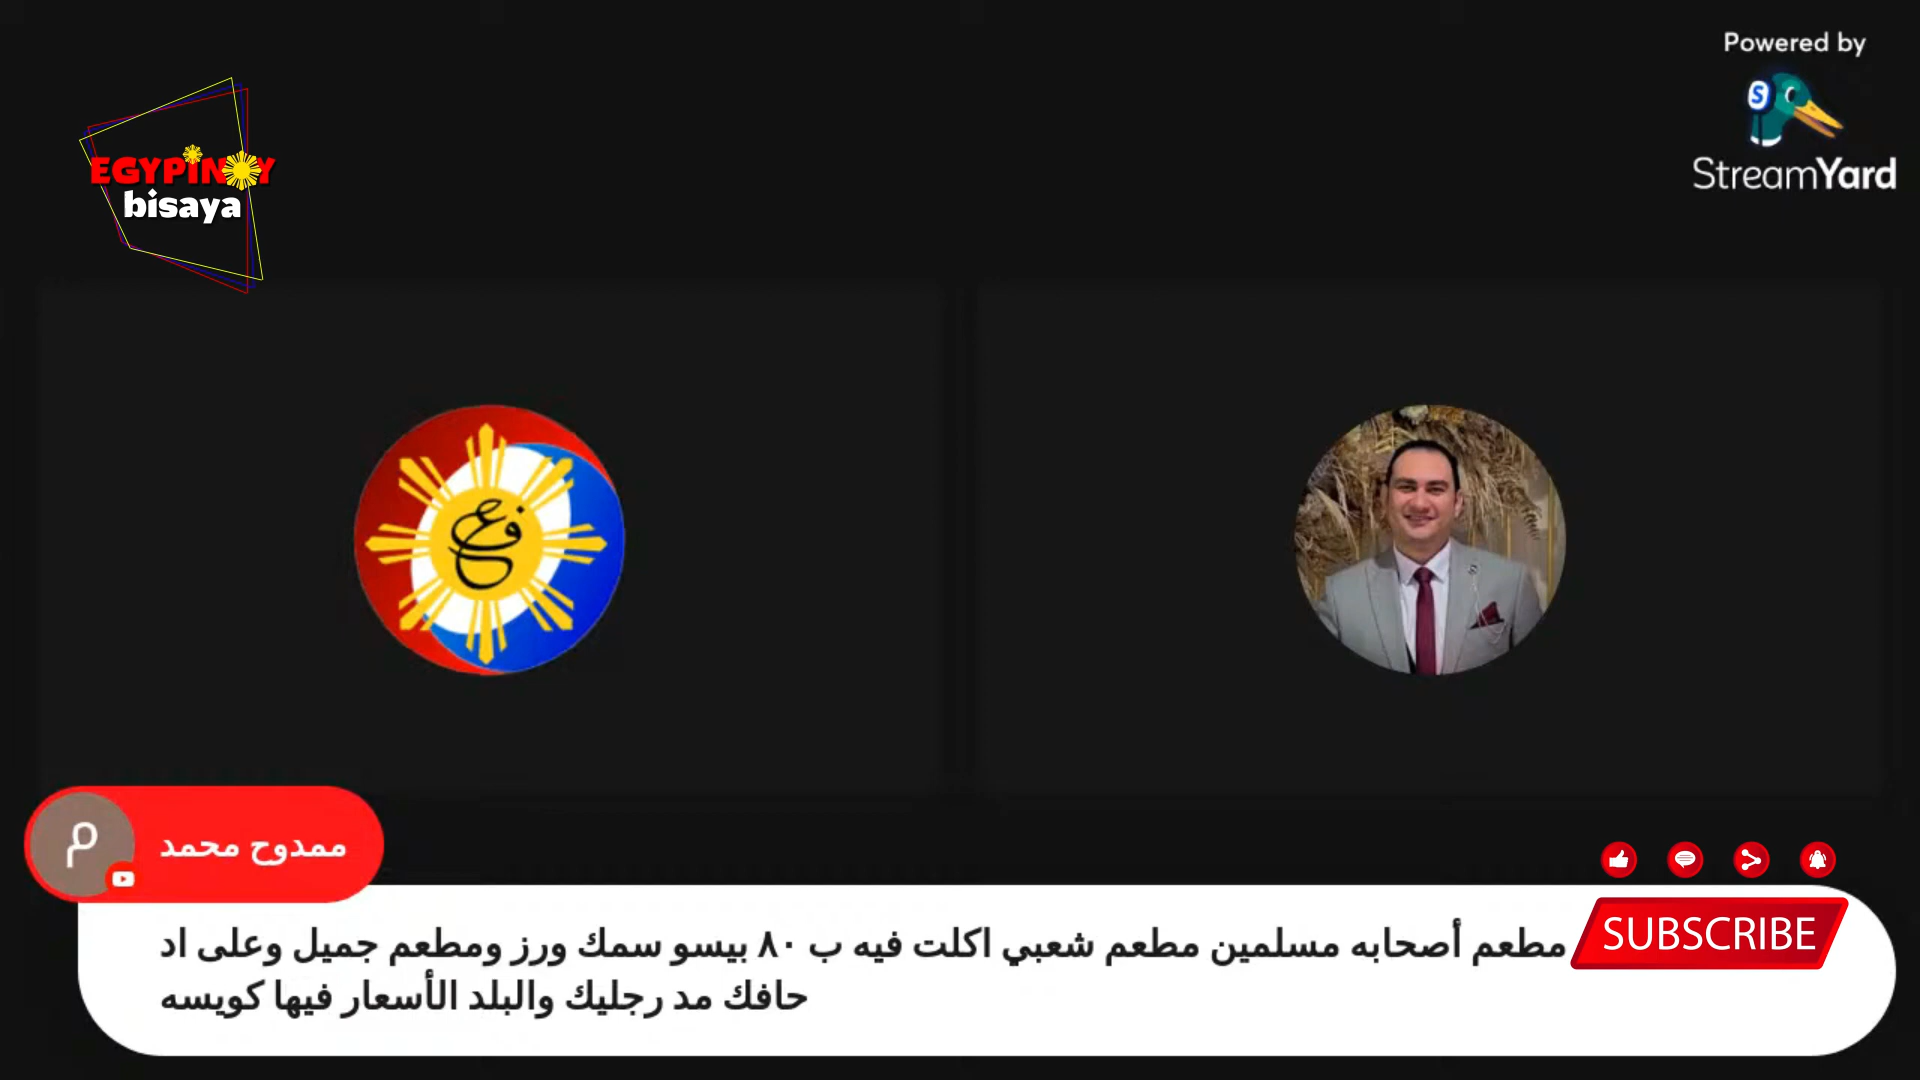 Powered by
StreamYard
EGYPINOY
bisaya
م
ممدوح محمد
مطعم أصحابه مسلمين مطعم شعبي اكلت فيه ب ٨٠ بيسو سمك ورز ومطعم جميل وعلى اد
حافك مد رجليك والبلد الأسعار فيها كويسه
SUBSCRIBE